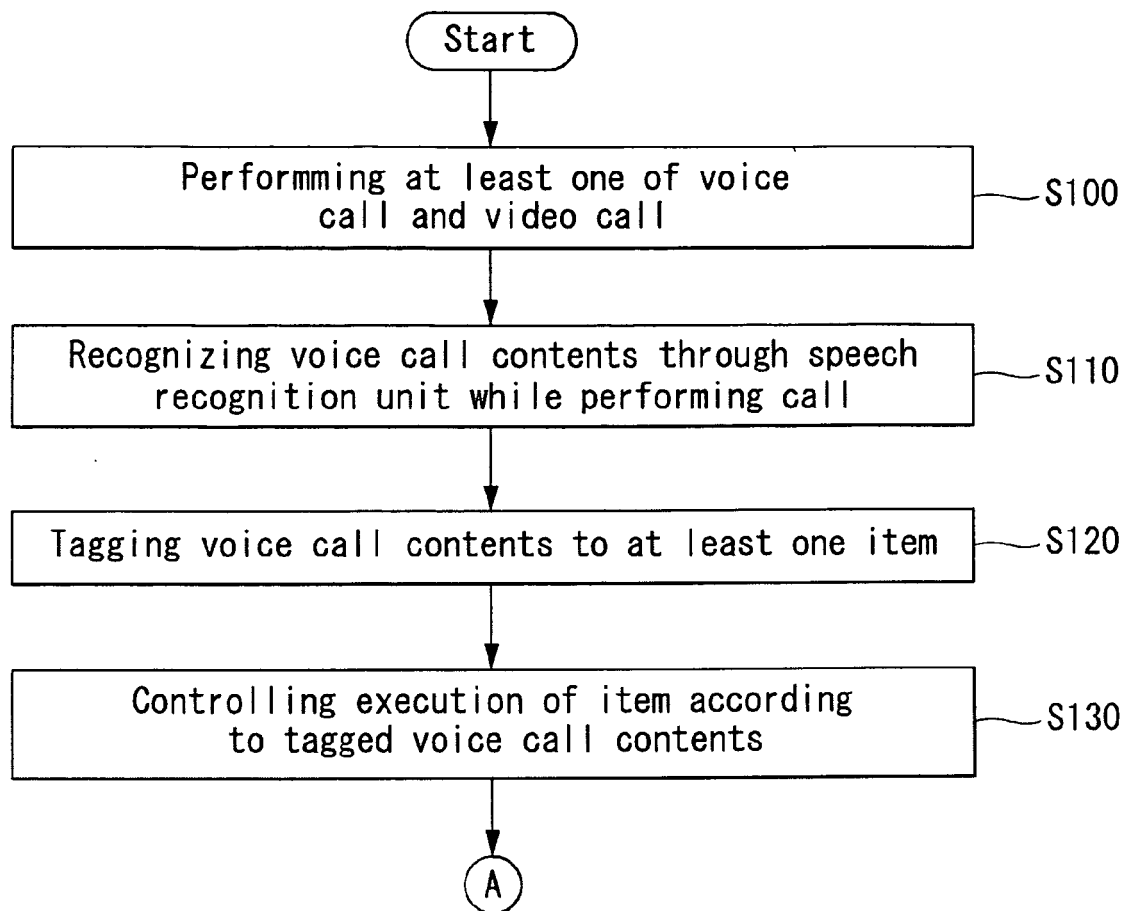 Start
Performming at least one of voice
call and video call
S100
Recognizing voice call contents through speech
recognition unit while performing call
S110
Tagging voice call contents to at least one item
S120
Controlling execution of item according
to tagged voice call contents
S130
A